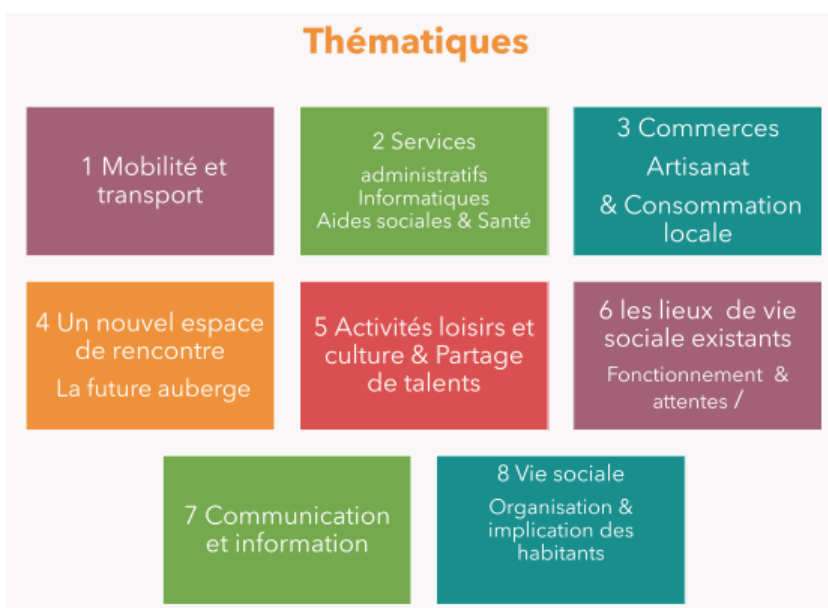 Thématiques
1 Mobilité et
transport
2 Services
administratifs
Informatiques
Aides sociales & Santé
3 Commerces
Artisanat
& Consommation
locale
4 Un nouvel espace
de rencontre
La future auberge
5 Activités loisirs et
culture & Partage
de talents
6 les lieux de vie
sociale existants
Fonctionnement &
attentes /
7 Communication
et information
8 Vie sociale
Organisation &
implication des
habitants